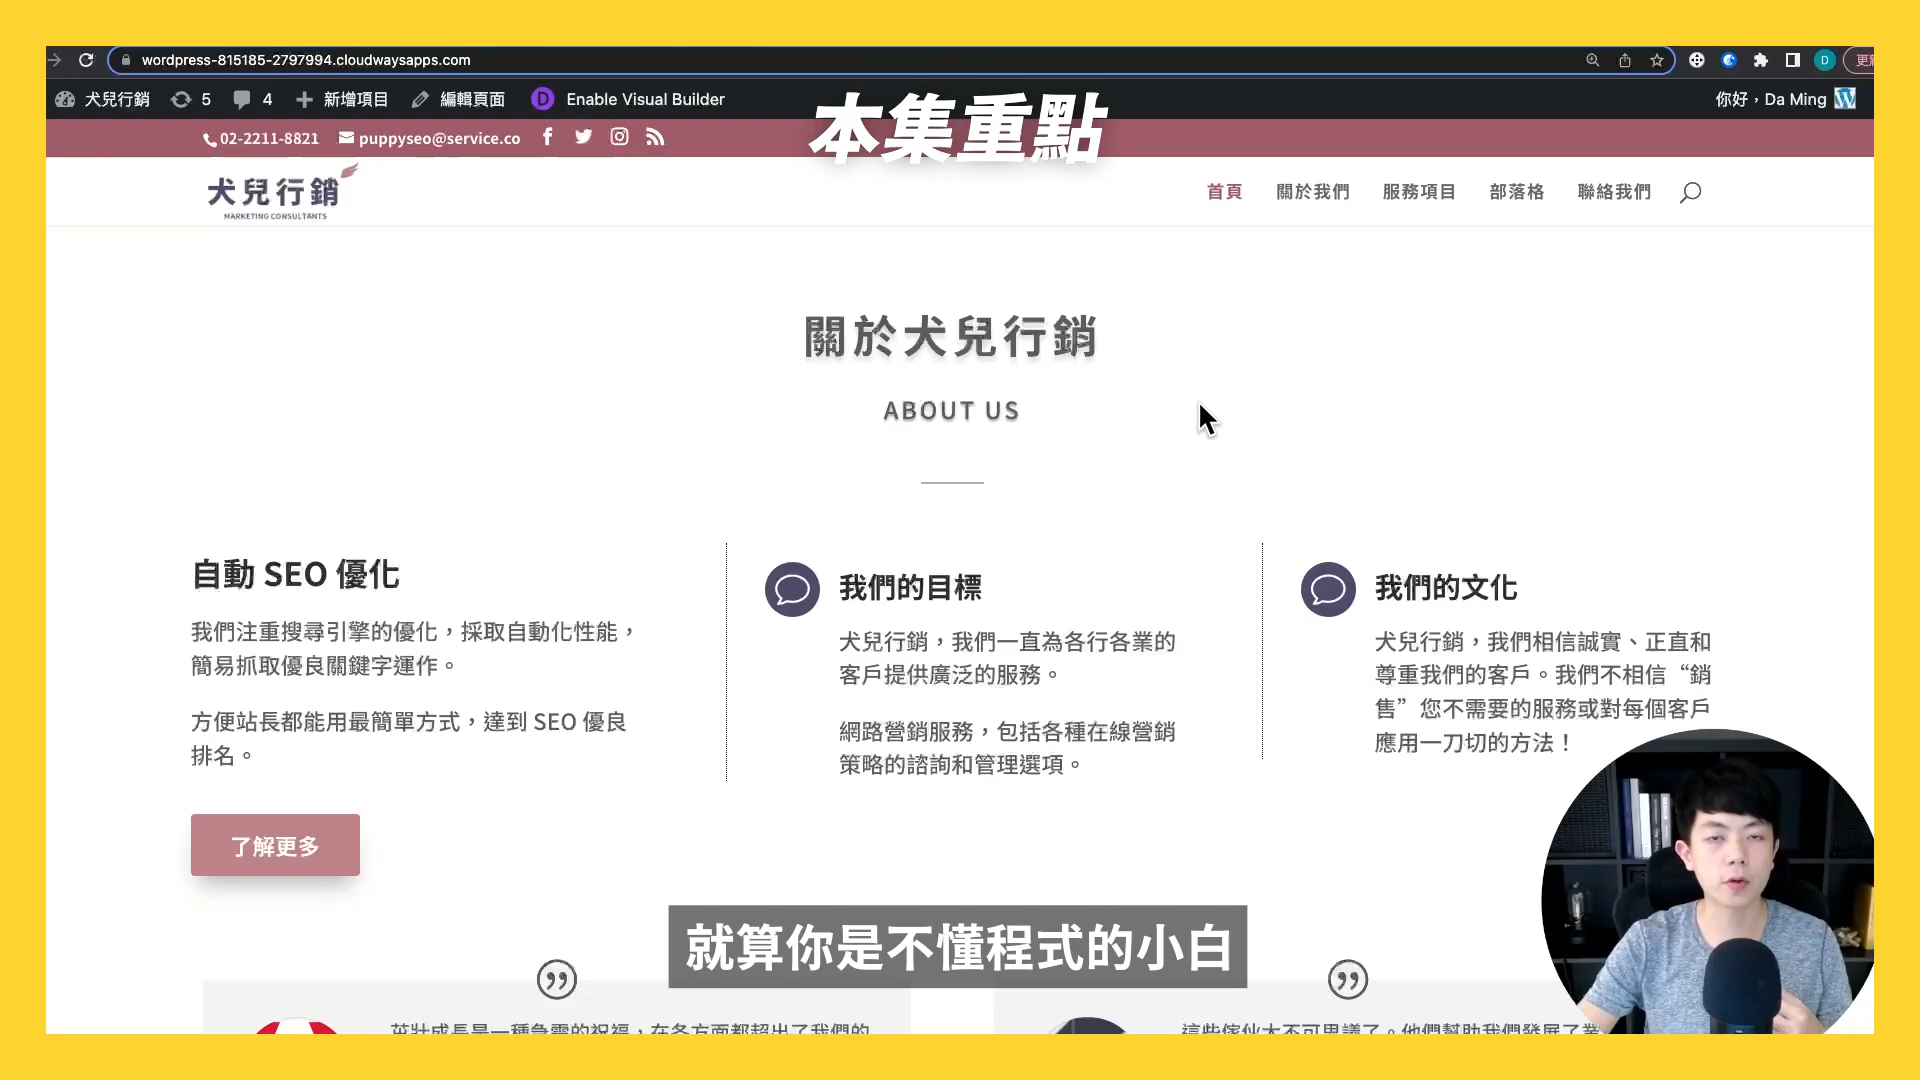 wordpress-815185-2797994.cloudwaysapps.com
D
犬兒行銷 5 4 新增項目 編輯頁面 D Enable Visual Builder
你好，Da Ming
本集重點
02-2211-8821 puppyseo@service.co
犬兒行銷
MARKETING CONSULTANTS
首頁 關於我們 服務項目 部落格 聯絡我們
關於犬兒行銷
ABOUT US
自動 SEO 優化
我們注重搜尋引擎的優化，採取自動化性能，
簡易抓取優良關鍵字運作。
方便站長都能用最簡單方式，達到 SEO 優良
排名。
了解更多
我們的目標
犬兒行銷，我們一直為各行各業的
客戶提供廣泛的服務。
網路營銷服務，包括各種在線營銷
策略的諮詢和管理選項。
我們的文化
犬兒行銷，我們相信誠實、正直和
尊重我們的客戶。我們不相信“銷
售”您不需要的服務或對每個客戶
應用一刀切的方法！
就算你是不懂程式的小白